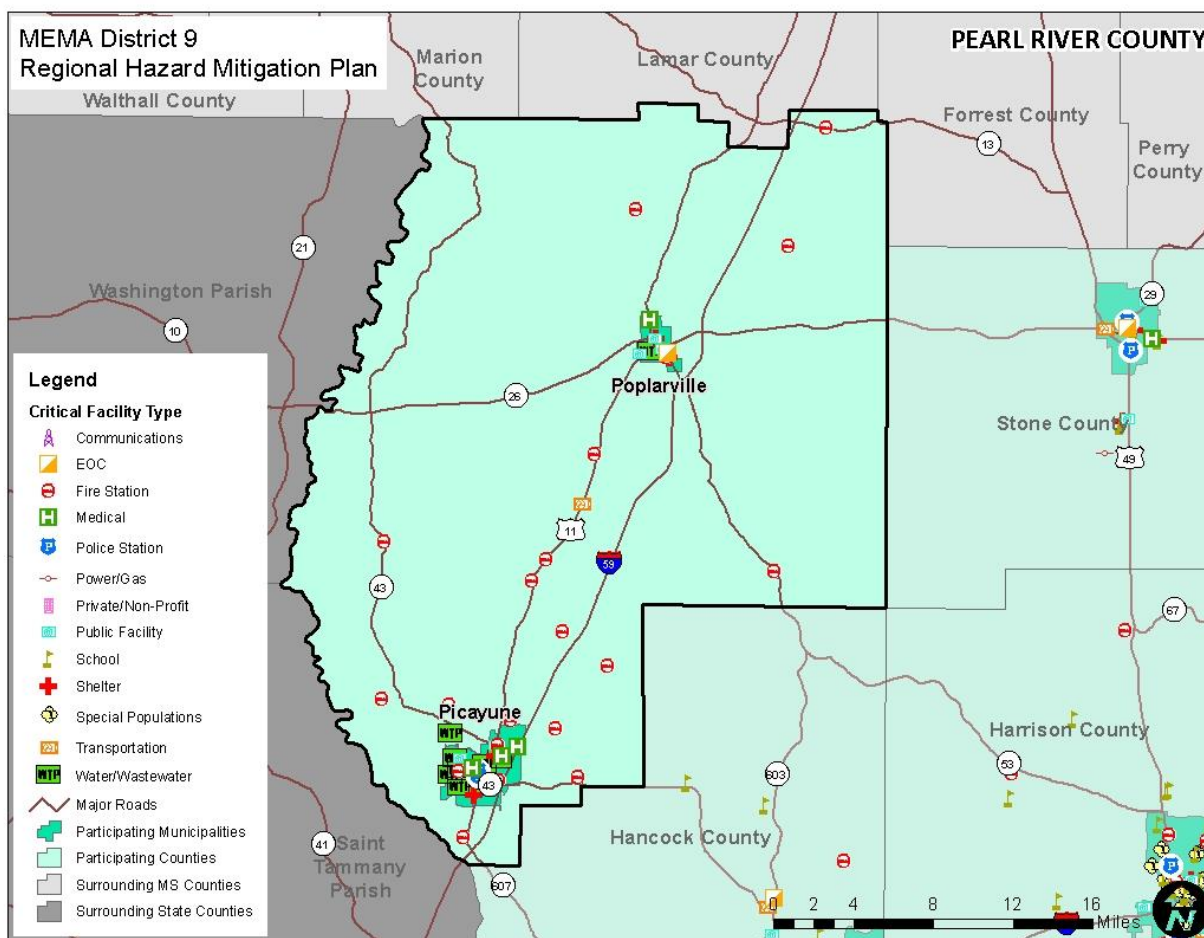 MEMA District 9
Regional Hazard Mitigation Plan
PEARL RIVER COUNTY
Marion
County
Lamar County
Walthall County
Forrest County
Perry
County
13
21
Washington Parish
10
29
Poplarville
26
Stone County
49
11
59
43
67
Picayune
WTP
43
Harrison County
53
603
Hancock County
41
Saint
Tammany
Parish
607
Legend
Critical Facility Type
Communications
EOC
Fire Station
H Medical
P Police Station
Power/Gas
Private/Non-Profit
Public Facility
School
Shelter
Special Populations
Transportation
WTP Water/Wastewater
Major Roads
Participating Municipalities
Participating Counties
Surrounding MS Counties
Surrounding State Counties
0 2 4 8 12 16
Miles
N